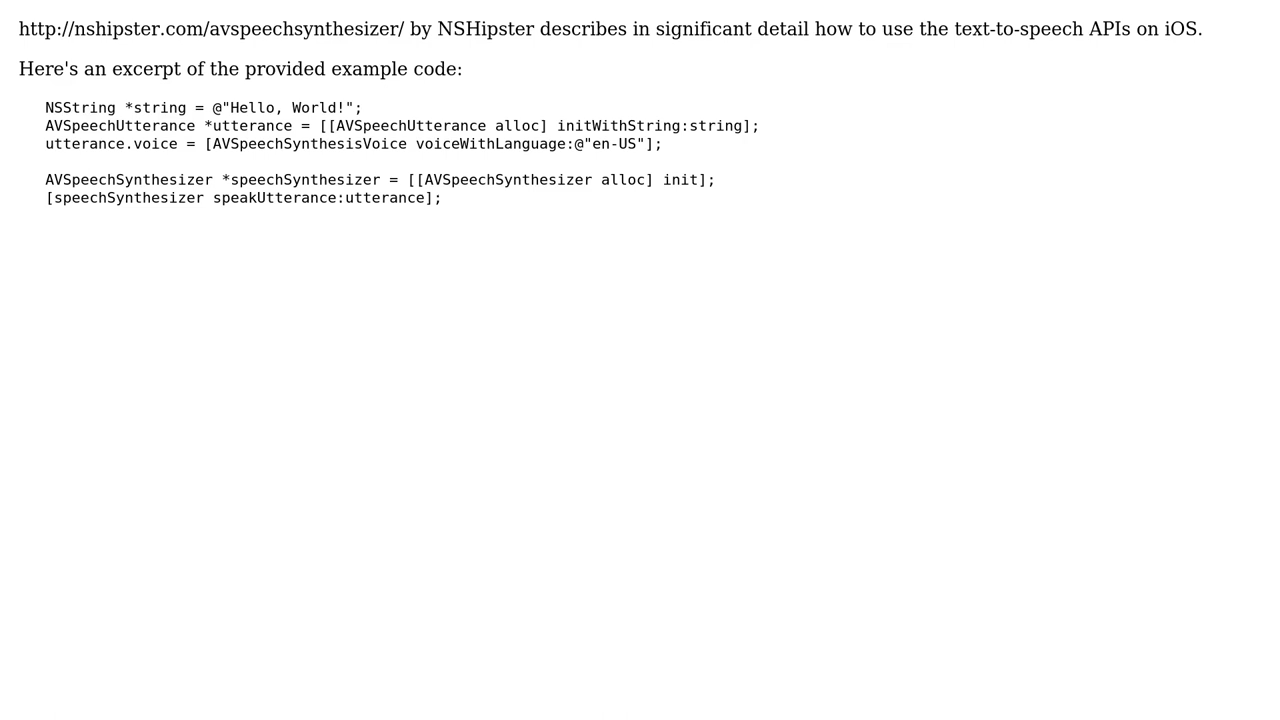 http://nshipster.com/avspeechsynthesizer/ by NSHipster describes in significant detail how to use the text-to-speech APIs on iOS.
Here's an excerpt of the provided example code:
NSString *string = @"Hello, World!";
AVSpeechUtterance *utterance = [[AVSpeechUtterance alloc] initWithString:string];
utterance.voice = [AVSpeechSynthesisVoice voiceWithLanguage:@"en-US"];
AVSpeechSynthesizer *speechSynthesizer = [[AVSpeechSynthesizer alloc] init];
[speechSynthesizer speakUtterance:utterance];